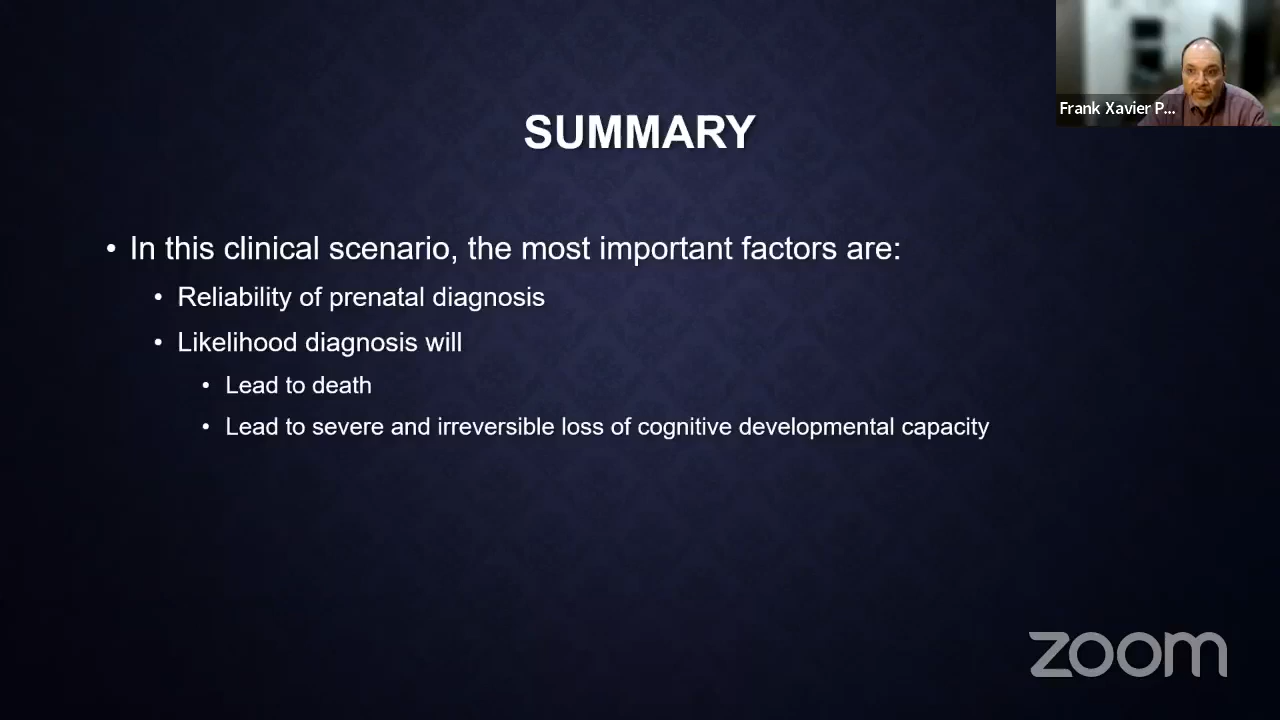 Frank Xavier P...
SUMMARY
• In this clinical scenario, the most important factors are:
• Reliability of prenatal diagnosis
• Likelihood diagnosis will
• Lead to death
• Lead to severe and irreversible loss of cognitive developmental capacity
zoom